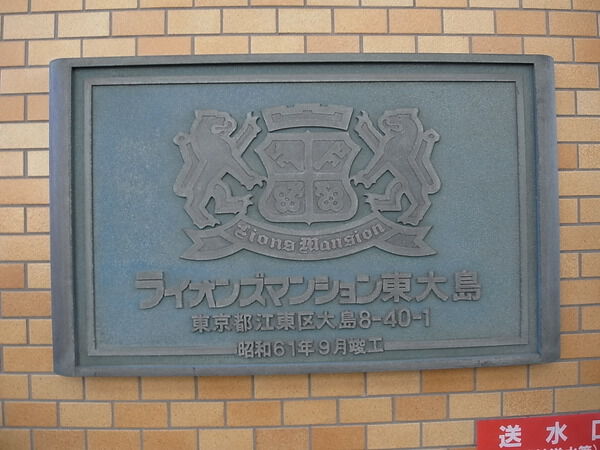 Lions Mansion
ライオンズマンション東大島
東京都江東区大島8-40-1
昭和61年9月竣工
送水口